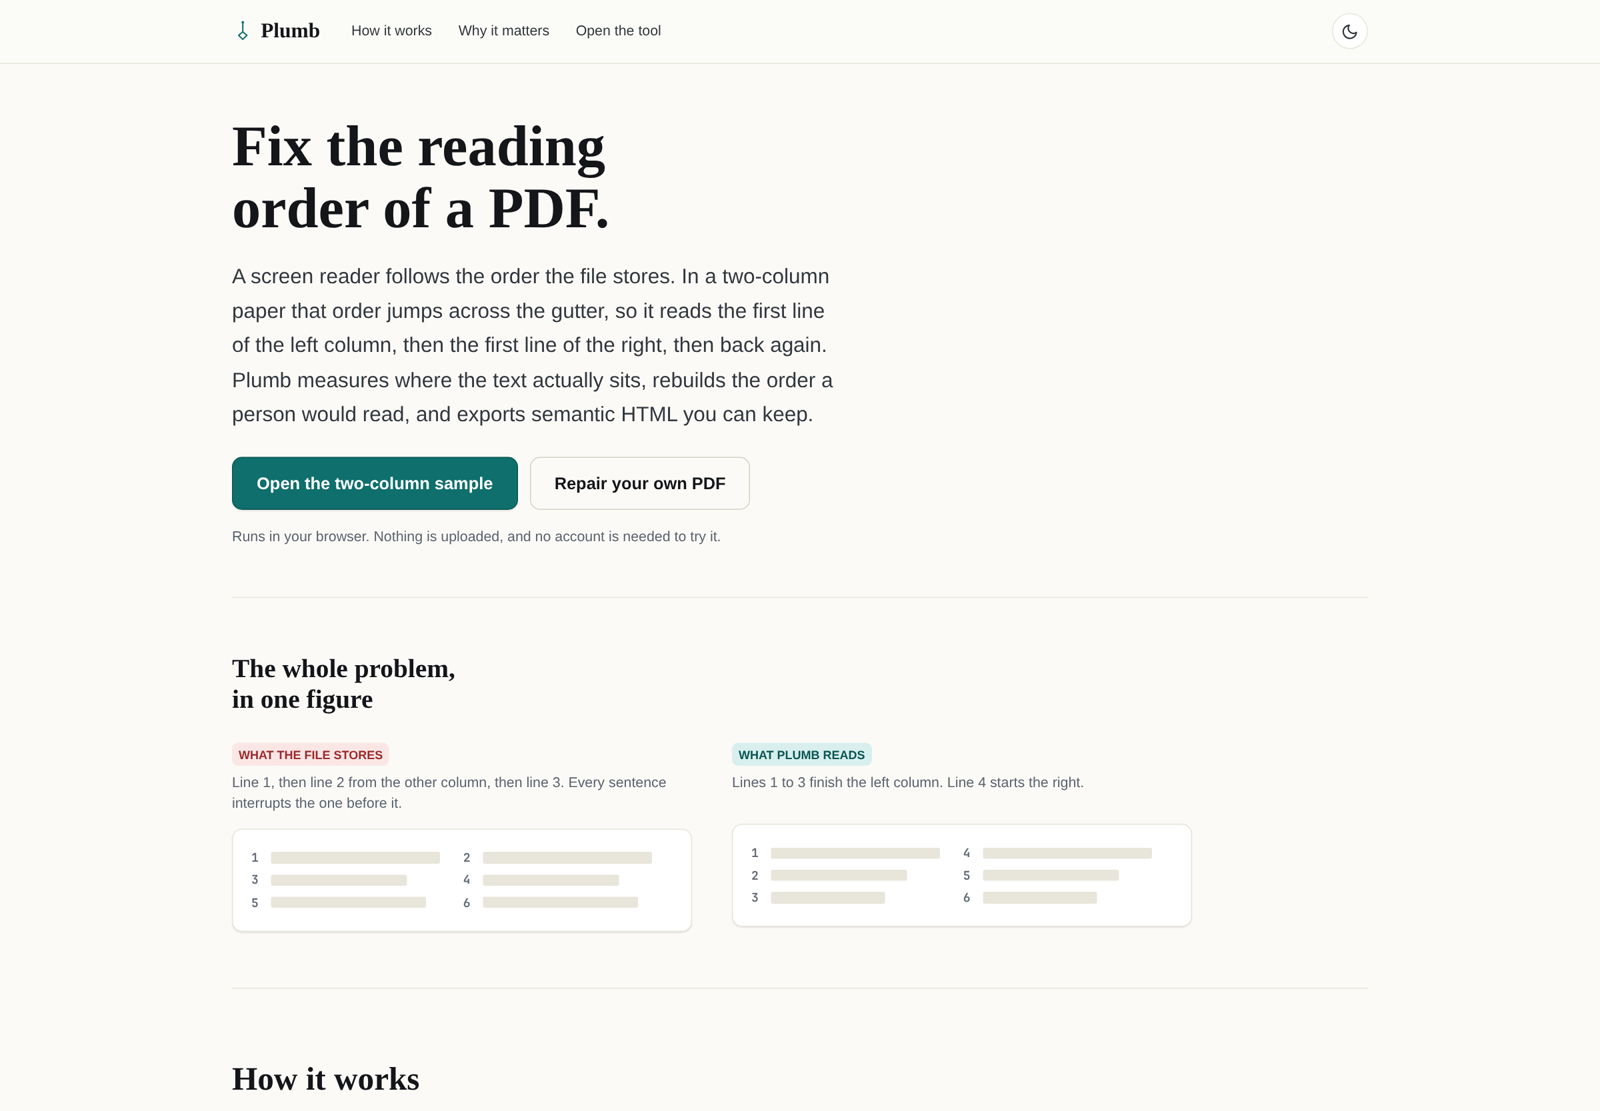 Plumb
How it works
Why it matters
Open the tool
Fix the reading
order of a PDF.
A screen reader follows the order the file stores. In a two-column
paper that order jumps across the gutter, so it reads the first line
of the left column, then the first line of the right, then back again.
Plumb measures where the text actually sits, rebuilds the order a
person would read, and exports semantic HTML you can keep.
Open the two-column sample
Repair your own PDF
Runs in your browser. Nothing is uploaded, and no account is needed to try it.
The whole problem,
in one figure
WHAT THE FILE STORES
Line 1, then line 2 from the other column, then line 3. Every sentence
interrupts the one before it.
1 2
3 4
5 6
WHAT PLUMB READS
Lines 1 to 3 finish the left column. Line 4 starts the right.
1 4
2 5
3 6
How it works